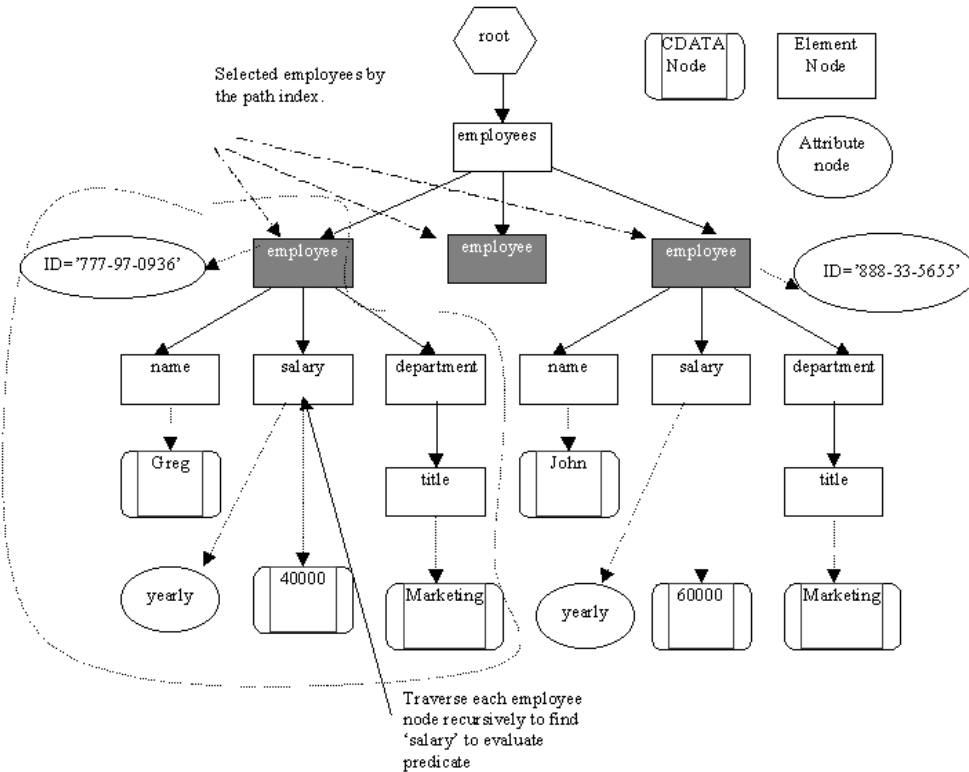 root
CDATA
Node
Element
Node
Selected employees by
the path index.
employees
Attribute
node
employee
employee
employee
ID='777-97-0936'
ID='888-33-5655'
name
salary
department
name
salary
department
Greg
title
John
title
yearly
40000
Marketing
yearly
60000
Marketing
Traverse each employee
node recursively to find
'salary' to evaluate
predicate